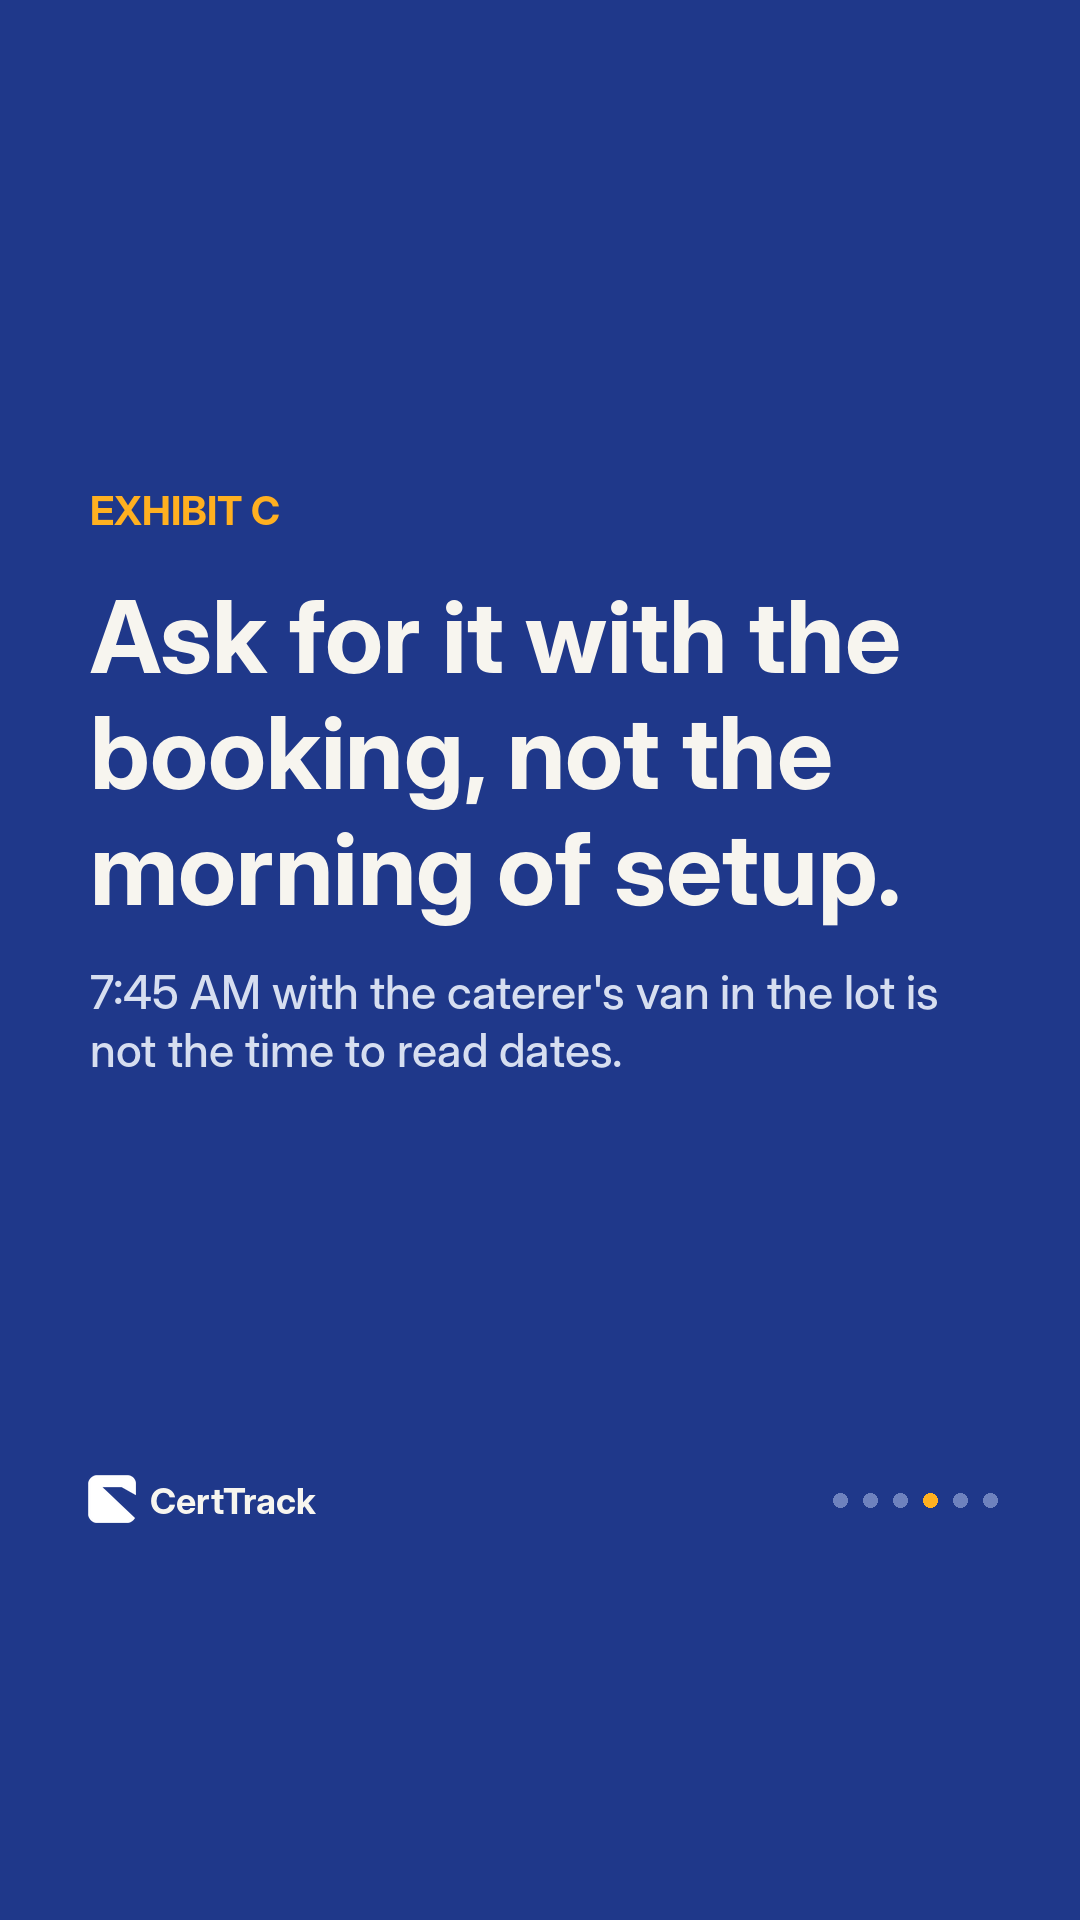 EXHIBIT C
Ask for it with the
booking, not the
morning of setup.
7:45 AM with the caterer's van in the lot is
not the time to read dates.
CertTrack